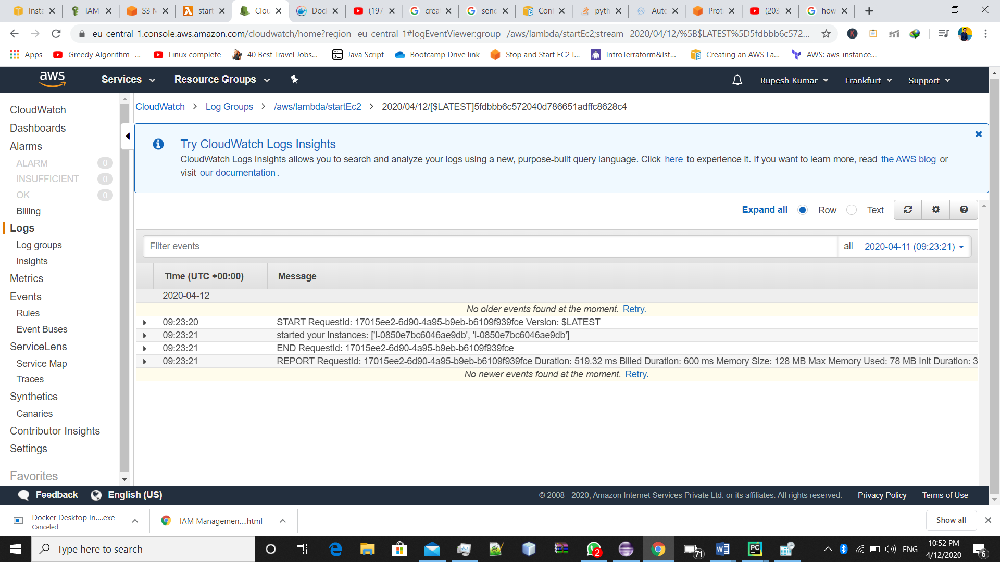 Insta
IAM
S3 M
start
Clou
Doc
(197
crea
sen
Con
pyth
Auto
Prot
(203
how
eu-central-1.console.aws.amazon.com/cloudwatch/home?region=eu-central-1#logEventViewer:group=/aws/lambda/startEc2;stream=2020/04/12/%5B$LATEST%5D5fdbbb6c572...
Apps
Greedy Algorithm -...
Linux complete
40 Best Travel Jobs...
Java Script
Bootcamp Drive link
Stop and Start EC2 I...
IntroTerraform&Ist...
Creating an AWS La...
AWS: aws_instance...
aws
Services
Resource Groups
Rupesh Kumar
Frankfurt
Support
CloudWatch
Dashboards
Alarms
ALARM 0
INSUFFICIENT 0
OK 0
Billing
Logs
Log groups
Insights
Metrics
Events
Rules
Event Buses
ServiceLens
Service Map
Traces
Synthetics
Canaries
Contributor Insights
Settings
Favorites
CloudWatch > Log Groups > /aws/lambda/startEc2 > 2020/04/12/[$LATEST]5fdbbb6c572040d786651adffc8628c4
Try CloudWatch Logs Insights
CloudWatch Logs Insights allows you to search and analyze your logs using a new, purpose-built query language. Click here to experience it. If you want to learn more, read the AWS blog or
visit our documentation.
Expand all Row Text
Filter events
all 2020-04-11 (09:23:21)
Time (UTC +00:00) Message
2020-04-12
No older events found at the moment. Retry.
09:23:20 START RequestId: 17015ee2-6d90-4a95-b9eb-b6109f939fce Version: $LATEST
09:23:21 started your instances: ['i-0850e7bc6046ae9db', 'i-0850e7bc6046ae9db']
09:23:21 END RequestId: 17015ee2-6d90-4a95-b9eb-b6109f939fce
09:23:21 REPORT RequestId: 17015ee2-6d90-4a95-b9eb-b6109f939fce Duration: 519.32 ms Billed Duration: 600 ms Memory Size: 128 MB Max Memory Used: 78 MB Init Duration: 3
No newer events found at the moment. Retry.
Feedback
English (US)
© 2008 - 2020, Amazon Internet Services Private Ltd. or its affiliates. All rights reserved.
Privacy Policy
Terms of Use
Docker Desktop In....exe
Canceled
IAM Managemen....html
Show all
Type here to search
2
71
PC
ENG
10:52 PM
4/12/2020
6